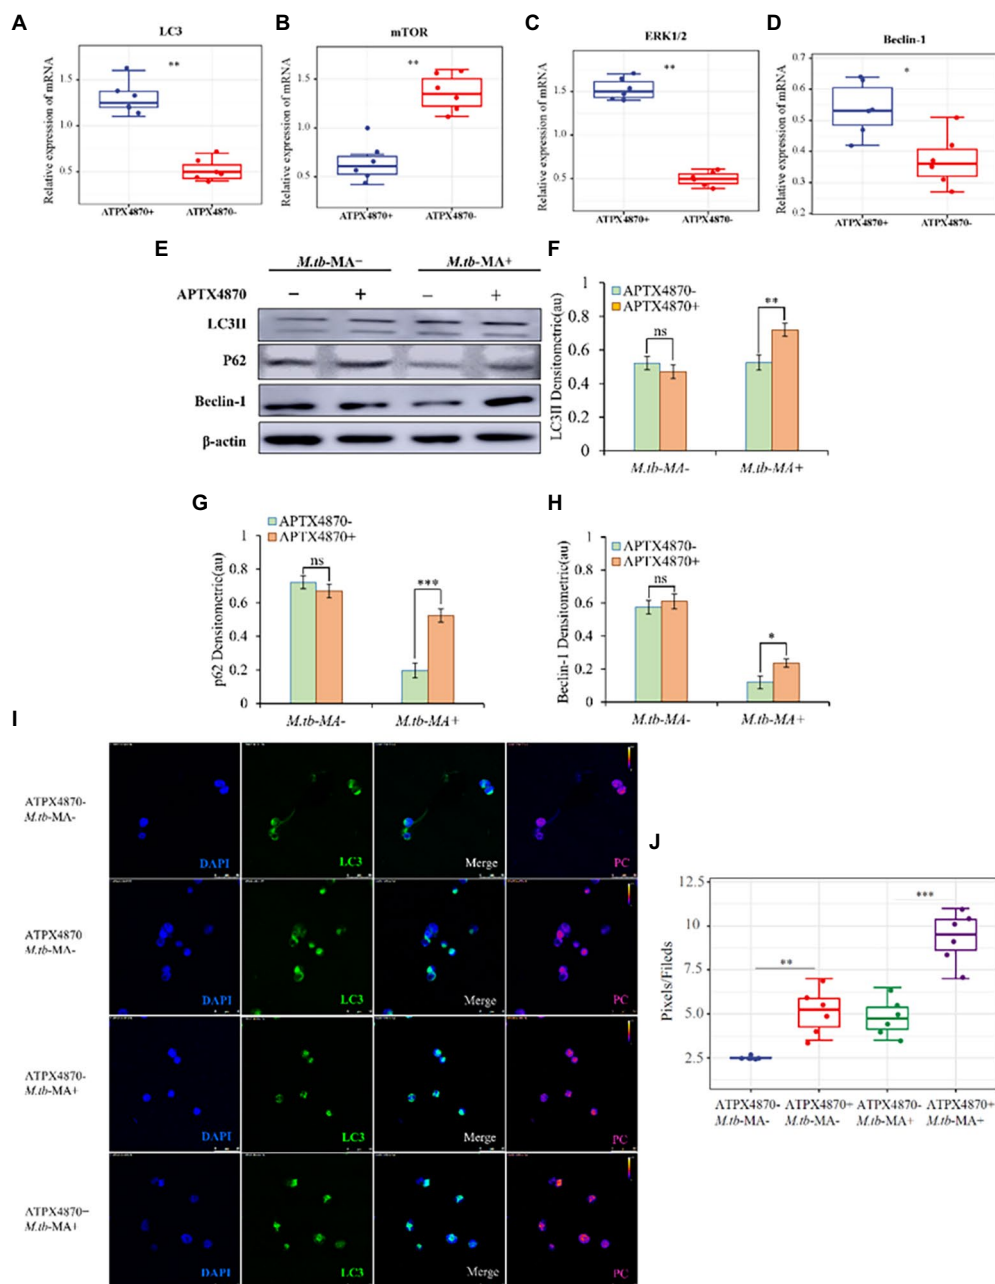 A
LC3
Relative expression of mRNA
1.5
1.0
0.5
**
ATPX4870+
ATPX4870-
B
mTOR
Relative expression of mRNA
1.5
1.0
0.5
**
ATPX4870+
ATPX4870-
C
ERK1/2
Relative expression of mRNA
1.5
1.0
0.5
**
ATPX4870+
ATPX4870-
D
Beclin-1
Relative expression of mRNA
0.6
0.5
0.4
0.3
0.2
*
ATPX4870+
ATPX4870-
E
M.tb-MA−
M.tb-MA+
APTX4870
− + − +
LC3II
P62
Beclin-1
β-actin
F
APTX4870-
APTX4870+
LC3II Densitometric(au)
1
0.8
0.6
0.4
0.2
0
ns
**
M.tb-MA-
M.tb-MA+
G
APTX4870-
APTX4870+
p62 Densitometric(au)
1
0.8
0.6
0.4
0.2
0
ns
***
M.tb-MA-
M.tb-MA+
H
APTX4870-
APTX4870+
Beclin-1 Densitometric(au)
1
0.8
0.6
0.4
0.2
0
ns
*
M.tb-MA-
M.tb-MA+
I
ATPX4870-
M.tb-MA-
DAPI
LC3
Merge
PC
ATPX4870
M.tb-MA-
DAPI
LC3
Merge
PC
ATPX4870-
M.tb-MA+
DAPI
LC3
Merge
PC
ATPX4870+
M.tb-MA+
DAPI
LC3
Merge
PC
J
Pixels/Fileds
12.5
10
7.5
5.0
2.5
**
***
ATPX4870- ATPX4870+ ATPX4870- ATPX4870+
M.tb-MA- M.tb-MA- M.tb-MA+ M.tb-MA+